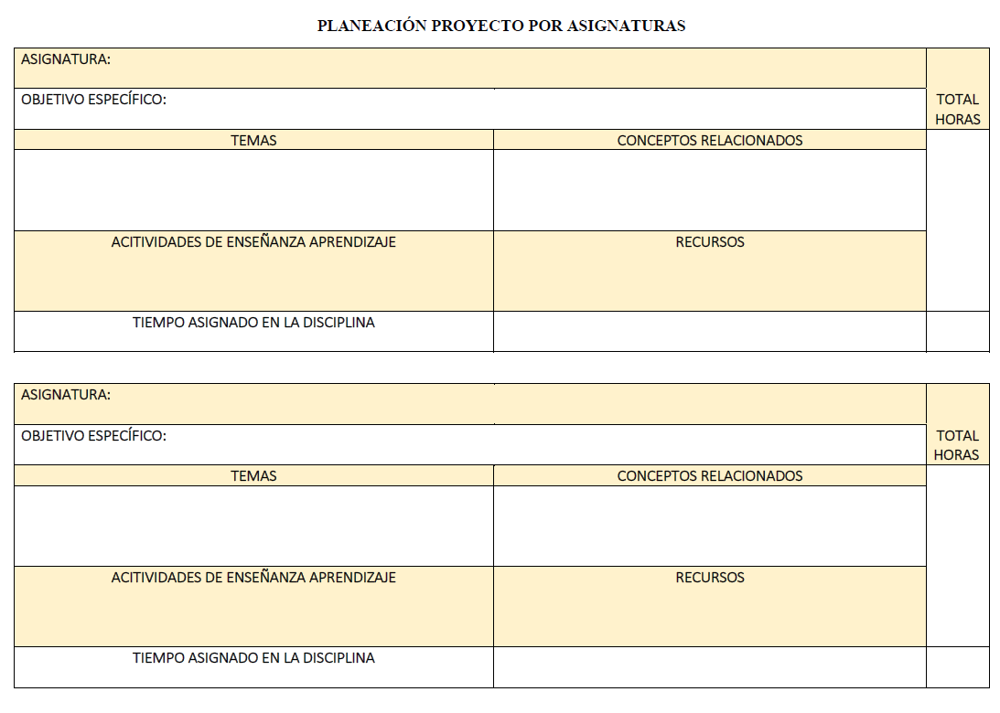 PLANEACIÓN PROYECTO POR ASIGNATURAS
ASIGNATURA:
OBJETIVO ESPECÍFICO:
TOTAL
HORAS
TEMAS
CONCEPTOS RELACIONADOS
ACITIVIDADES DE ENSEÑANZA APRENDIZAJE
RECURSOS
TIEMPO ASIGNADO EN LA DISCIPLINA
ASIGNATURA:
OBJETIVO ESPECÍFICO:
TOTAL
HORAS
TEMAS
CONCEPTOS RELACIONADOS
ACITIVIDADES DE ENSEÑANZA APRENDIZAJE
RECURSOS
TIEMPO ASIGNADO EN LA DISCIPLINA